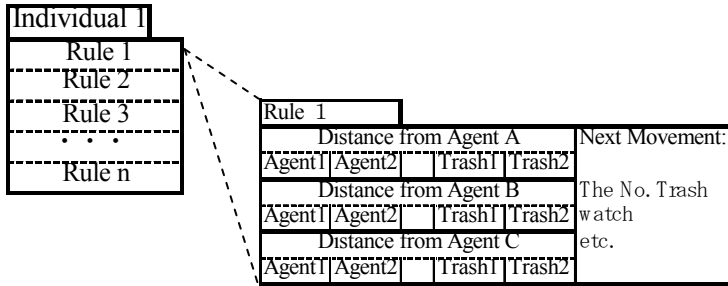 Individual 1
Rule 1
Rule 2
Rule 3
· · ·
Rule n
Rule 1
Distance from Agent A
Agent1 Agent2 Trash1 Trash2
Distance from Agent B
Agent1 Agent2 Trash1 Trash2
Distance from Agent C
Agent1 Agent2 Trash1 Trash2
Next Movement:
The No. Trash
watch
etc.